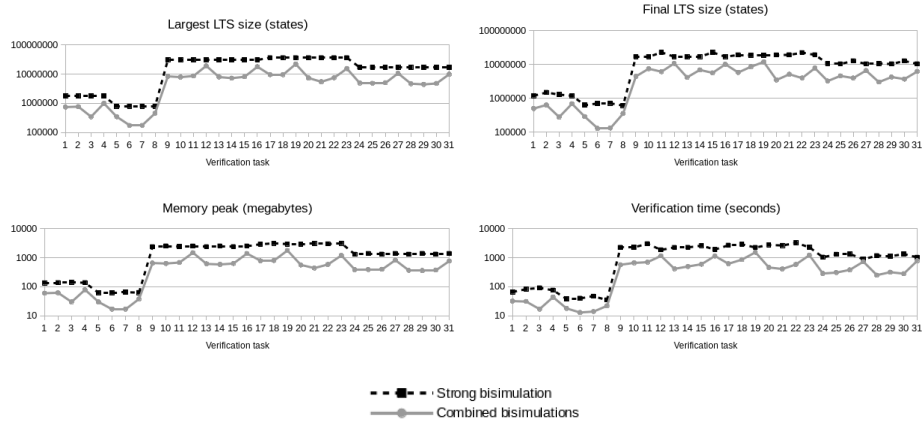 Largest LTS size (states)
100000000
10000000
1000000
100000
1 2 3 4 5 6 7 8 9 10 11 12 13 14 15 16 17 18 19 20 21 22 23 24 25 26 27 28 29 30 31
Verification task
Final LTS size (states)
100000000
10000000
1000000
100000
1 2 3 4 5 6 7 8 9 10 11 12 13 14 15 16 17 18 19 20 21 22 23 24 25 26 27 28 29 30 31
Verification task
Memory peak (megabytes)
10000
1000
100
10
1 2 3 4 5 6 7 8 9 10 11 12 13 14 15 16 17 18 19 20 21 22 23 24 25 26 27 28 29 30 31
Verification task
Verification time (seconds)
10000
1000
100
10
1 2 3 4 5 6 7 8 9 10 11 12 13 14 15 16 17 18 19 20 21 22 23 24 25 26 27 28 29 30 31
Verification task
Strong bisimulation
Combined bisimulations